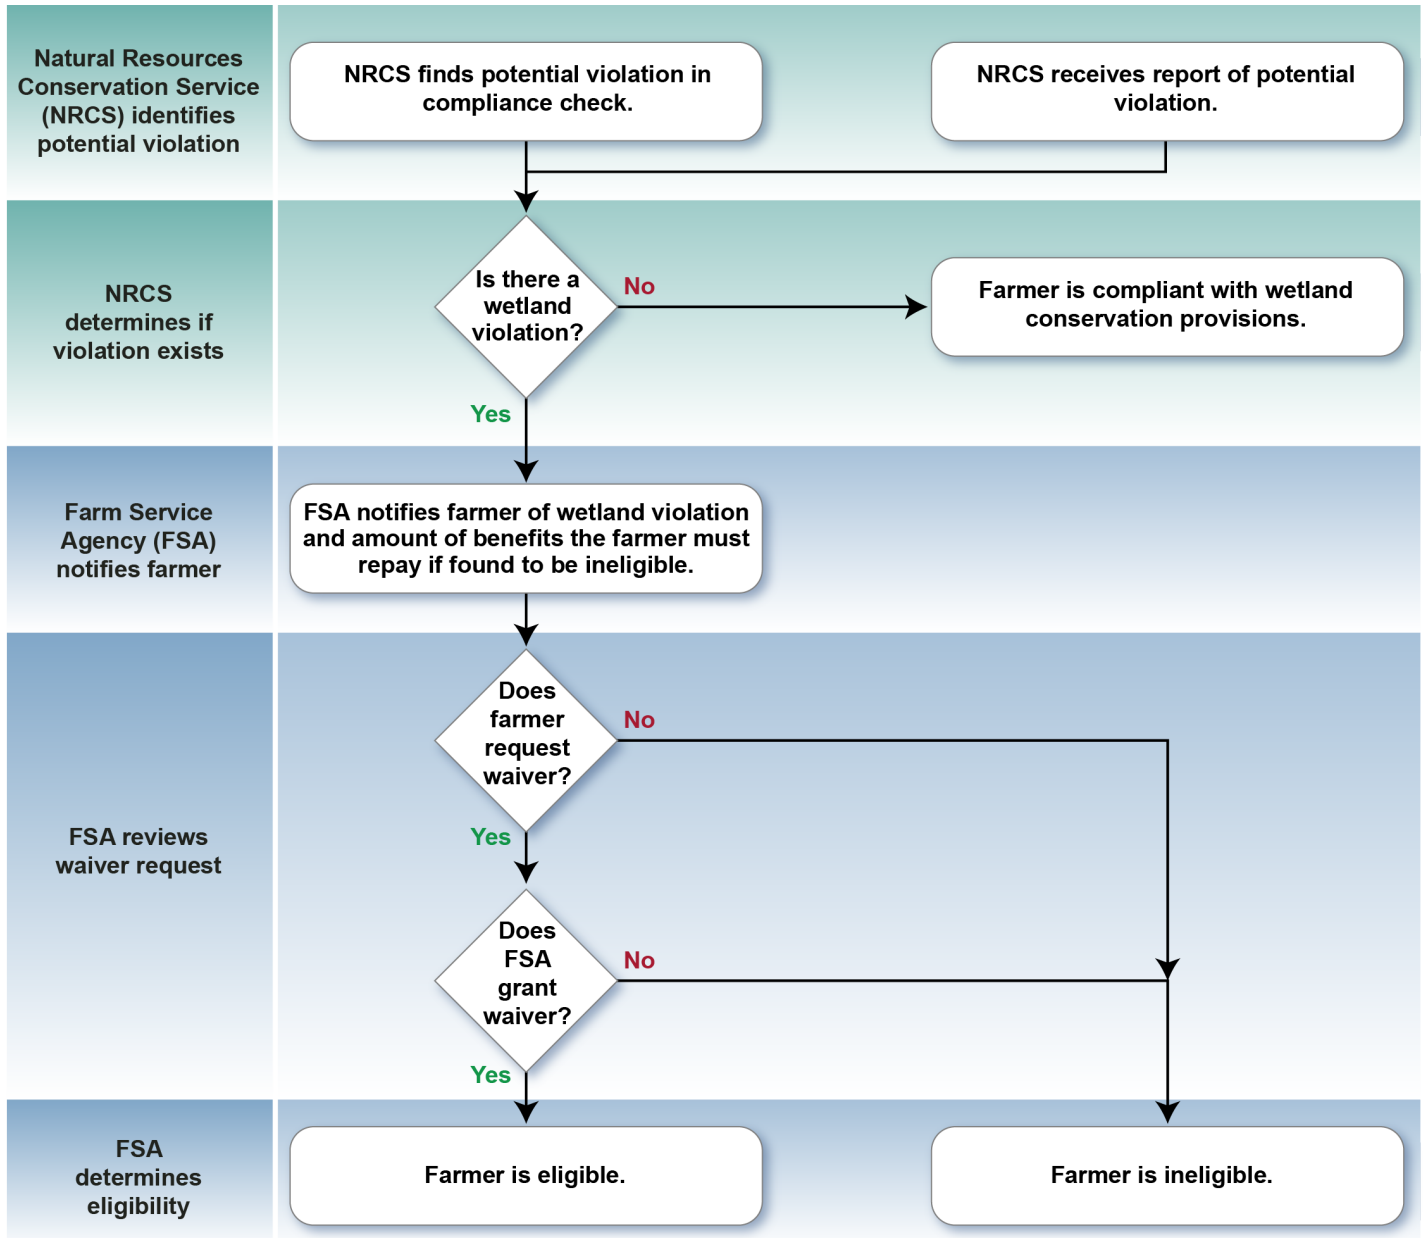 Natural Resources
Conservation Service
(NRCS) identifies
potential violation
NRCS finds potential violation in
compliance check.
NRCS receives report of potential
violation.
NRCS
determines if
violation exists
Is there a
wetland
violation?
No
Farmer is compliant with wetland
conservation provisions.
Yes
Farm Service
Agency (FSA)
notifies farmer
FSA notifies farmer of wetland violation
and amount of benefits the farmer must
repay if found to be ineligible.
FSA reviews
waiver request
Does
farmer
request
waiver?
No
Yes
Does
FSA
grant
waiver?
No
Yes
FSA
determines
eligibility
Farmer is eligible.
Farmer is ineligible.